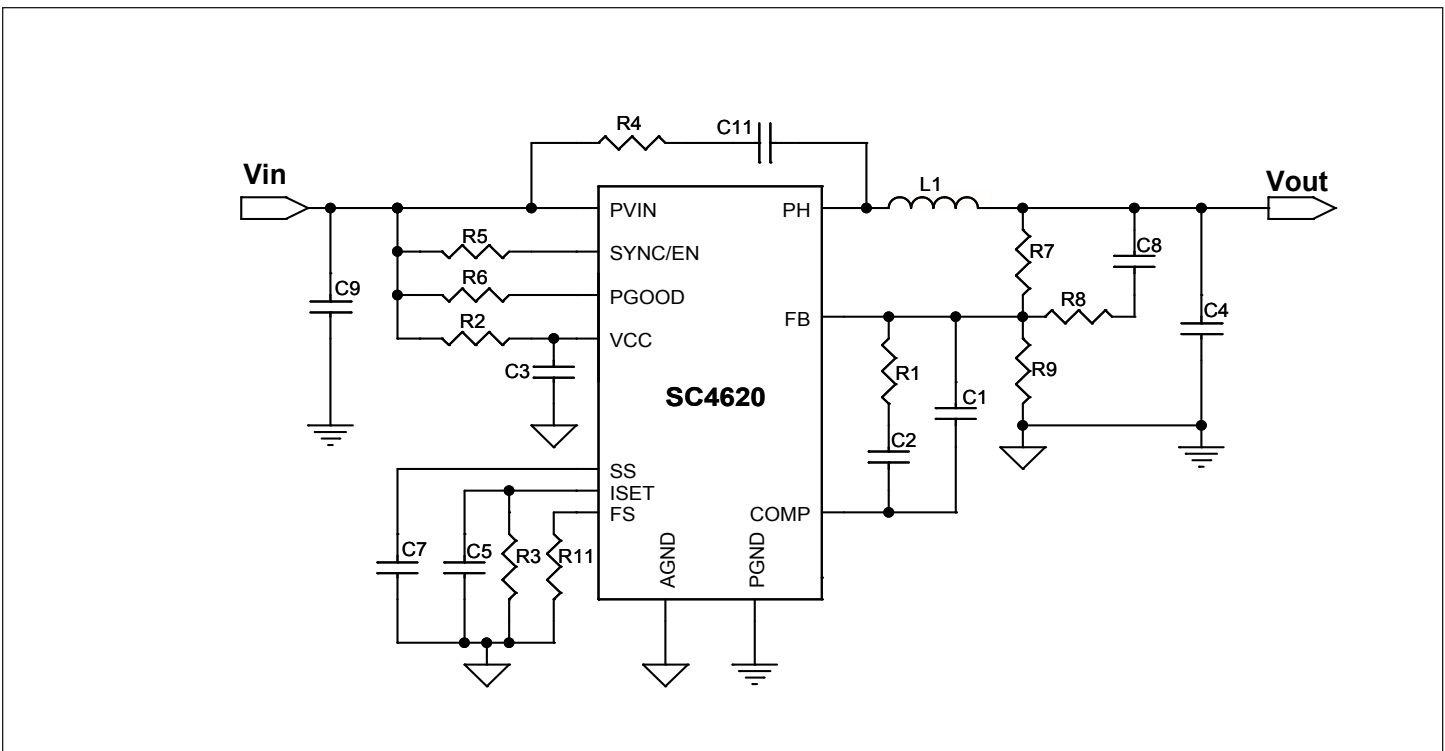 R4
C11
Vin
L1
Vout
PVIN
PH
R5
SYNC/EN
R7
C8
C9
R6
PGOOD
R8
R2
VCC
FB
C4
C3
R1
R9
SC4620
C1
C2
SS
ISET
FS
COMP
C7
C5
R3
R11
AGND
PGND